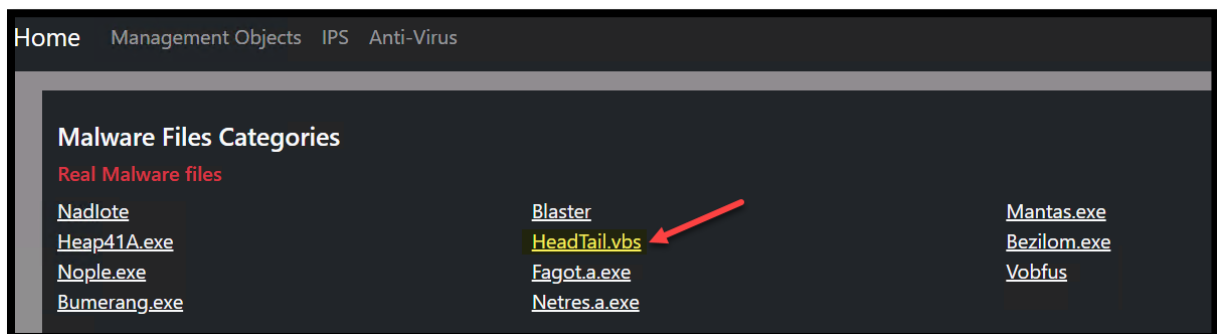 Home Management Objects IPS Anti-Virus
Malware Files Categories
Real Malware files
Nadlote Blaster Mantas.exe
Heap41A.exe HeadTail.vbs Bezilom.exe
Nople.exe Fagot.a.exe Vobfus
Bumerang.exe Netres.a.exe